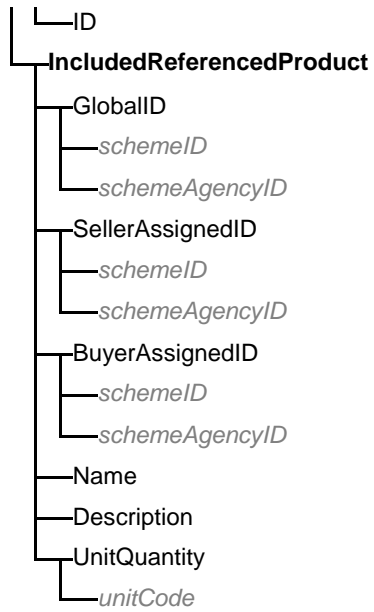 ID
IncludedReferencedProduct
GlobalID
schemeID
schemeAgencyID
SellerAssignedID
schemeID
schemeAgencyID
BuyerAssignedID
schemeID
schemeAgencyID
Name
Description
UnitQuantity
unitCode